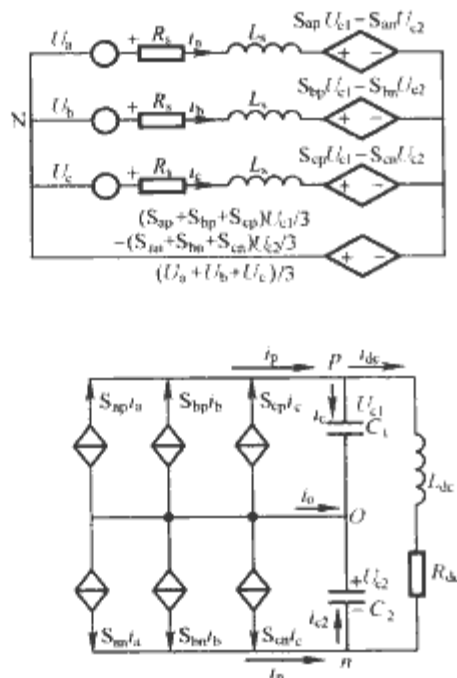 S_ap U_c1 − S_an U_c2
U_a + R_s i_a L_s + −
S_bp U_c1 − S_bn U_c2
N U_b + R_s i_b L_s + −
S_cp U_c1 − S_cn U_c2
U_c + R_s i_c L_s + −
(S_ap + S_bp + S_cp)U_c1/3
−(S_an + S_bn + S_cn)U_c2/3
(U_a + U_b + U_c)/3 + −
i_p p i_dc
S_ap i_a S_bp i_b S_cp i_c i_c U_c1
C_1
L_dc
i_o O
+ U_c2 R_dc
i_c2 − C_2
S_an i_a S_bn i_b S_cn i_c
i_n n